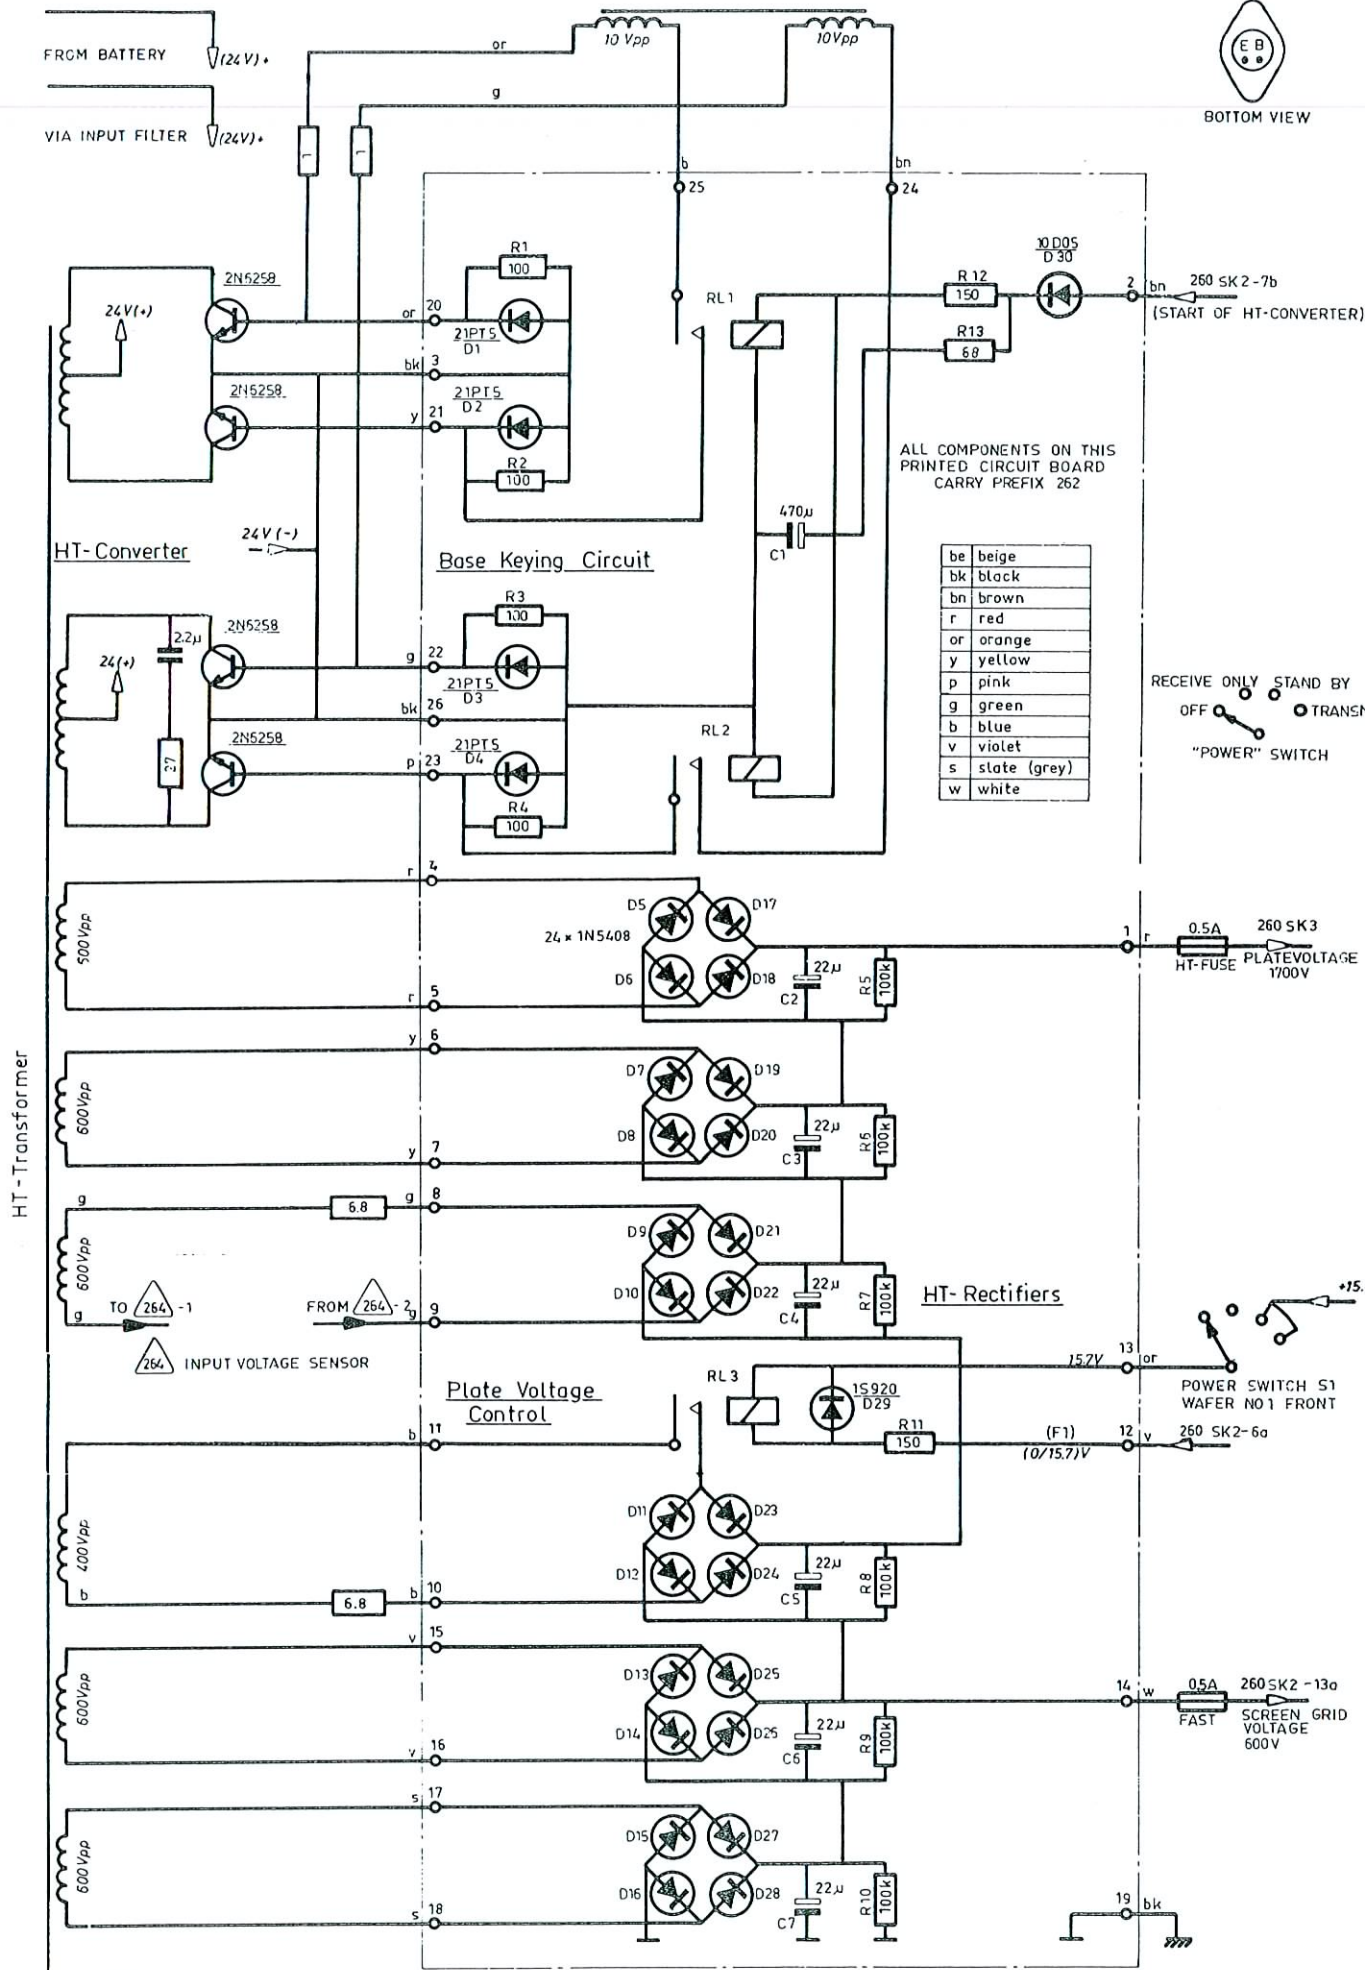 FROM BATTERY
(24V)+
VIA INPUT FILTER
(24V)+
or
g
10 Vpp
10Vpp
E B
BOTTOM VIEW
1
1
b
25
bn
24
2N6258
24V(+)
2N6258
or
20
bk
3
y
21
R1
100
21PT5
D1
21PT5
D2
R2
100
RL1
10D05
D30
R12
150
R13
68
2
bn
260 SK2-7b
(START OF HT-CONVERTER)
ALL COMPONENTS ON THIS
PRINTED CIRCUIT BOARD
CARRY PREFIX 262
470µ
C1
HT-Converter
24V(-)
Base Keying Circuit
be beige
bk black
bn brown
r red
or orange
y yellow
p pink
g green
b blue
v violet
s slate (grey)
w white
2.2µ
2N6258
24(+)
2N6258
27
g
22
bk
26
p
23
R3
100
21PT5
D3
21PT5
D4
R4
100
RL2
RECEIVE ONLY STAND BY
OFF
TRANSM
"POWER" SWITCH
HT-Transformer
500Vpp
r
4
r
5
24 × 1N5408
D5
D17
D6
D18
22µ
C2
R5
100k
1
r
0.5A
HT-FUSE
260 SK3
PLATEVOLTAGE
1700V
600Vpp
y
6
y
7
D7
D19
D8
D20
22µ
C3
R6
100k
600Vpp
g
6.8
g
8
g
TO 264 -1
FROM 264 -2
g
9
264 INPUT VOLTAGE SENSOR
D9
D21
D10
D22
22µ
C4
R7
100k
HT-Rectifiers
+15.
Plate Voltage
Control
RL3
1S920
D29
R11
150
15.7V
13
or
POWER SWITCH S1
WAFER NO1 FRONT
(F1)
(0/15.7)V
12
v
260 SK2-6a
b
11
400Vpp
b
6.8
b
10
D11
D23
D12
D24
22µ
C5
R8
100k
600Vpp
v
15
v
16
D13
D25
D14
D25
22µ
C6
R9
100k
14
w
0.5A
FAST
260SK2-13a
SCREEN GRID
VOLTAGE
600V
600Vpp
s
17
s
18
D15
D27
D16
D28
22µ
C7
R10
100k
19
bk